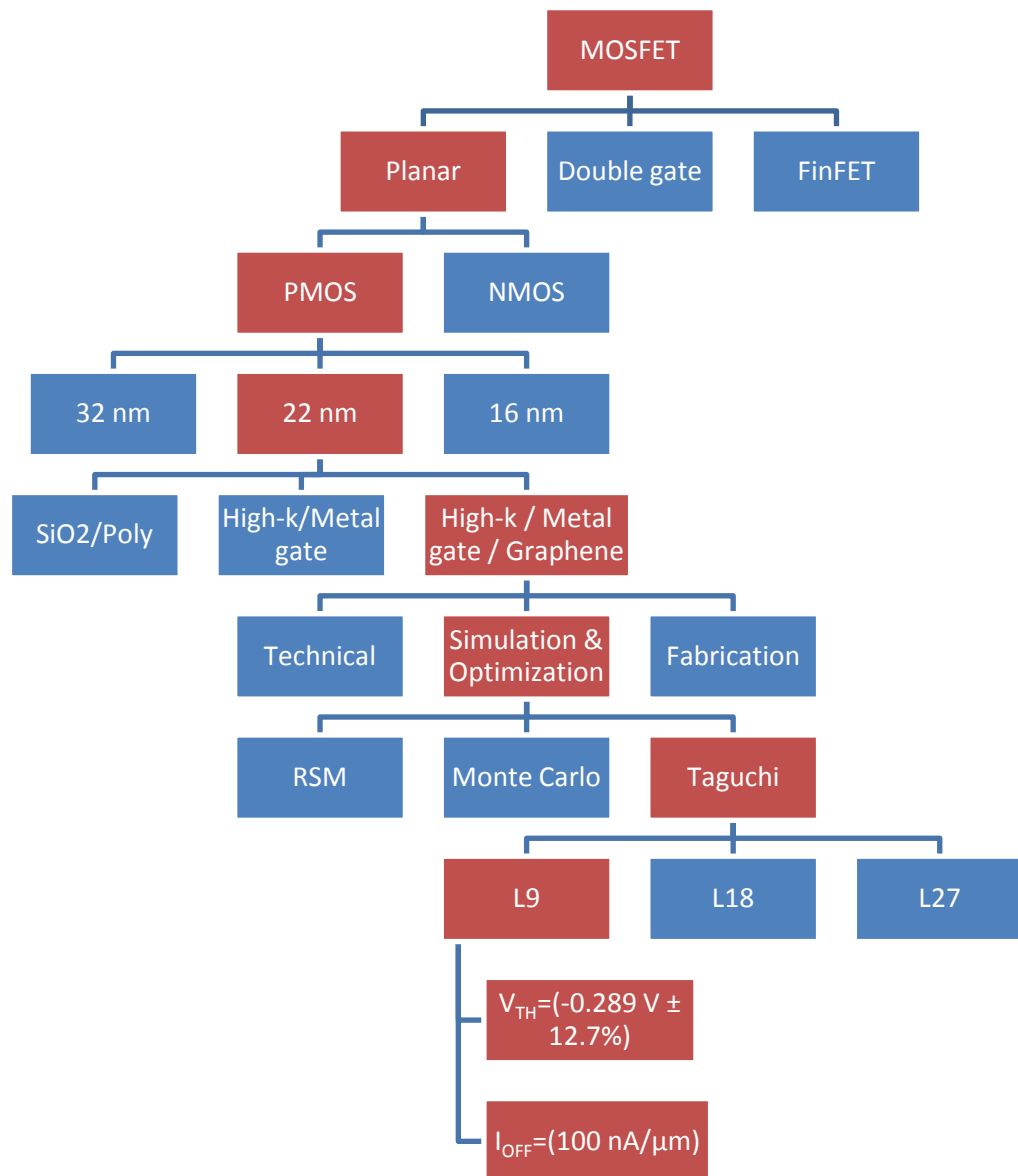 MOSFET
Planar
Double gate
FinFET
PMOS
NMOS
32 nm
22 nm
16 nm
SiO2/Poly
High-k/Metal
gate
High-k / Metal
gate / Graphene
Technical
Simulation &
Optimization
Fabrication
RSM
Monte Carlo
Taguchi
L9
L18
L27
V_TH=(-0.289 V ±
12.7%)
I_OFF=(100 nA/µm)